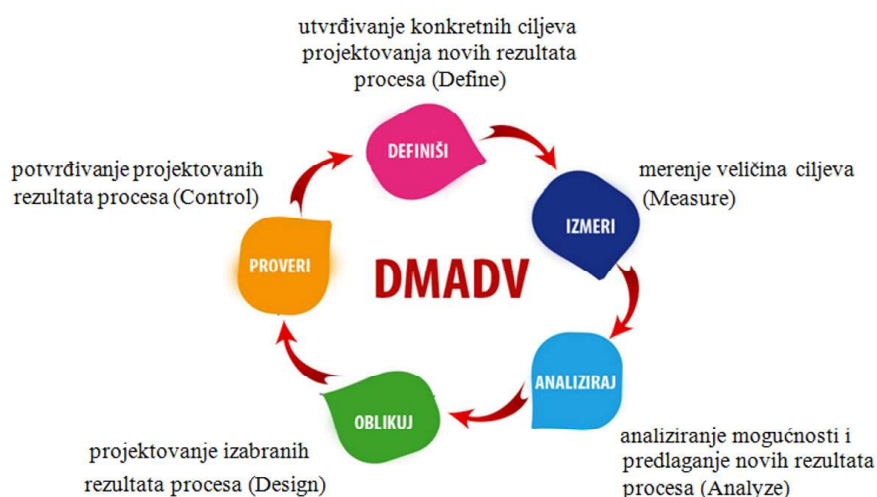 utvrđivanje konkretnih ciljeva
projektovanja novih rezultata
procesa (Define)
DEFINIŠI
potvrđivanje projektovanih
rezultata procesa (Control)
merenje veličina ciljeva
(Measure)
IZMERI
PROVERI
DMADV
ANALIZIRAJ
OBLIKUJ
projektovanje izabranih
rezultata procesa (Design)
analiziranje mogućnosti i
predlaganje novih rezultata
procesa (Analyze)